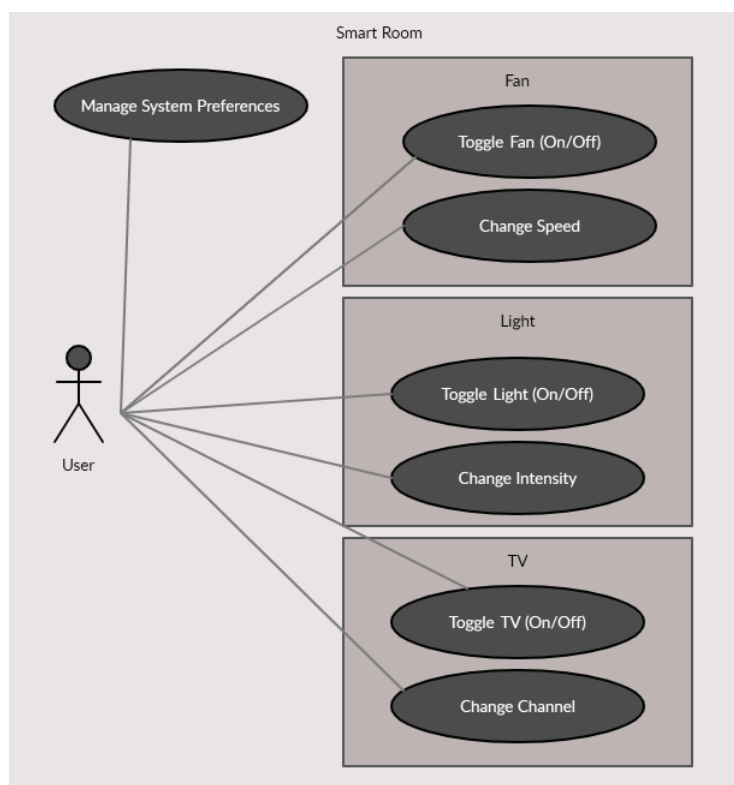 Smart Room
Manage System Preferences
Fan
Toggle Fan (On/Off)
Change Speed
Light
Toggle Light (On/Off)
Change Intensity
User
TV
Toggle TV (On/Off)
Change Channel